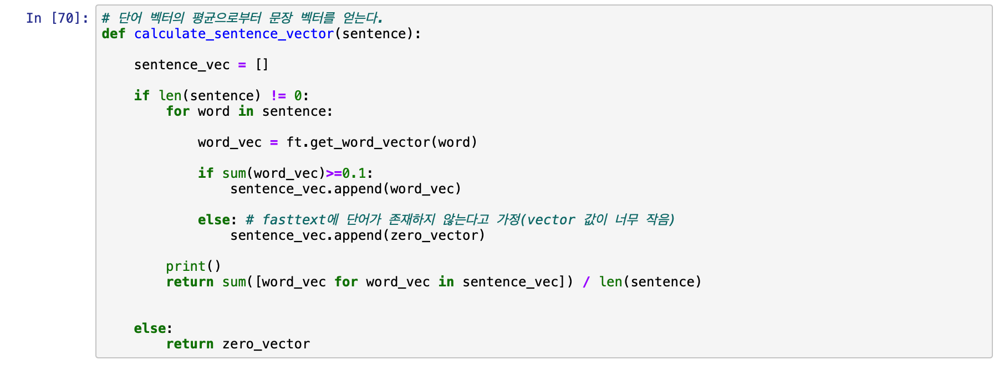 In [70]:
# 단어 벡터의 평균으로부터 문장 벡터를 얻는다.
def calculate_sentence_vector(sentence):
    sentence_vec = []
    if len(sentence) != 0:
        for word in sentence:
            word_vec = ft.get_word_vector(word)
            if sum(word_vec)>=0.1:
                sentence_vec.append(word_vec)
            else: # fasttext에 단어가 존재하지 않는다고 가정(vector 값이 너무 작음)
                sentence_vec.append(zero_vector)
        print()
        return sum([word_vec for word_vec in sentence_vec]) / len(sentence)
    else:
        return zero_vector